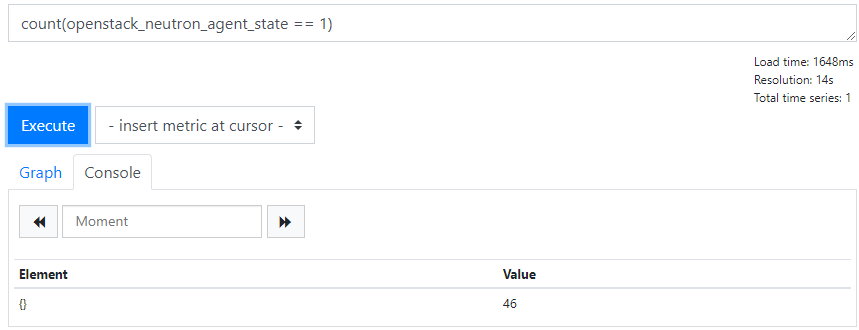 count(openstack_neutron_agent_state == 1)
Load time: 1648ms
Resolution: 14s
Total time series: 1
Execute
- insert metric at cursor -
Graph
Console
Moment
Element Value
{} 46